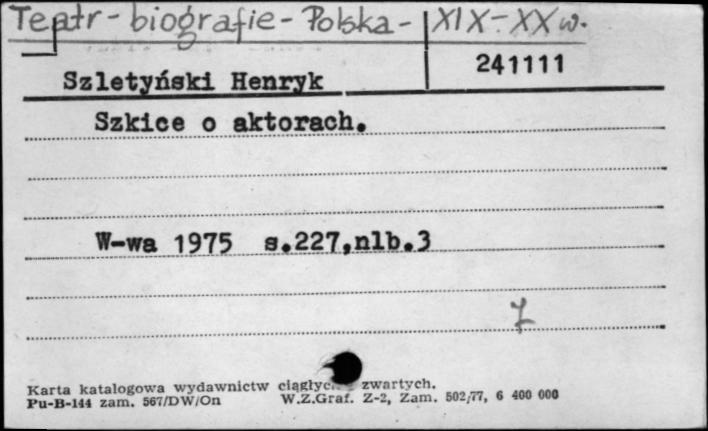 Teatr - biografie - Polska - XIX - XX w.
241111
Szletyński Henryk
Szkice o aktorach.
W-wa 1975 s.227,nlb.3
7
Karta katalogowa wydawnictw zwartych.
Pu-B-144 zam. 567/DW/On W.Z.Graf. Z-2, Zam. 502/77, 6 400 000